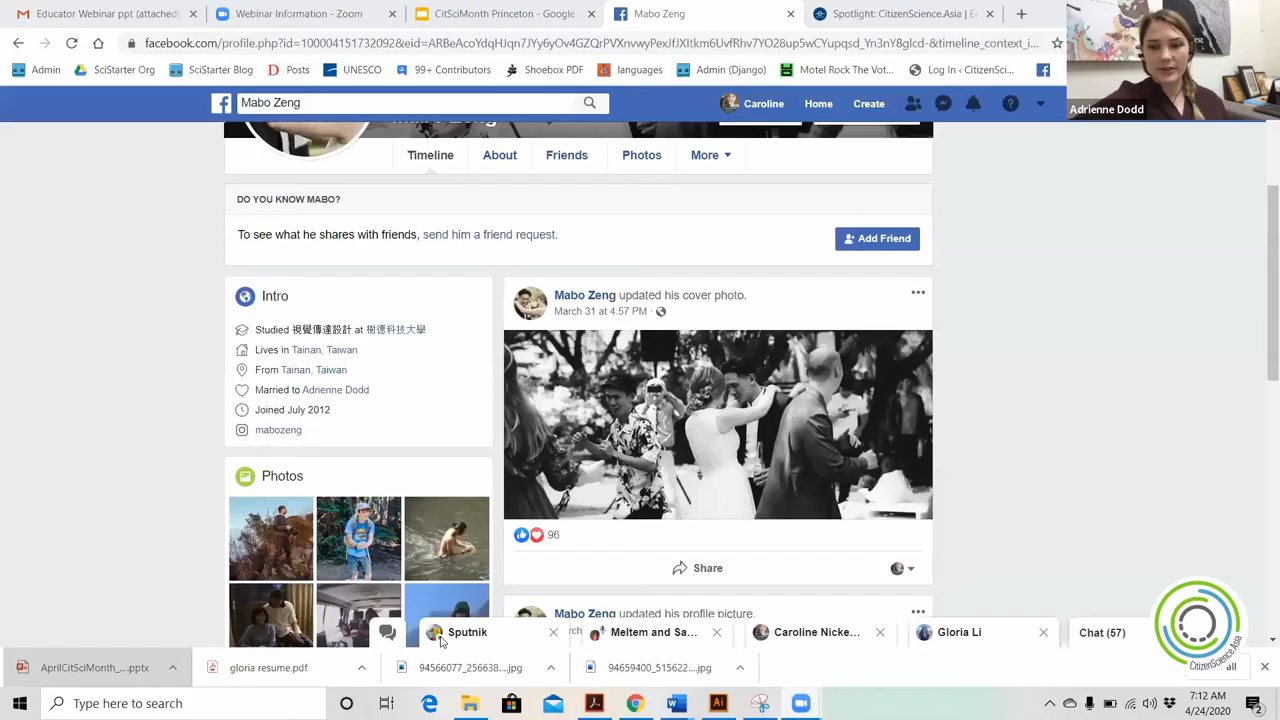 Educator Webinar ppt (attached)
Webinar Information - Zoom
CitSciMonth Princeton - Google
Mabo Zeng
Spotlight: CitizenScience.Asia | E
facebook.com/profile.php?id=100004151732092&eid=
Admin
SciStarter Org
SciStarter Blog
Posts
UNESCO
99+ Contributors
Shoebox PDF
languages
Admin (Django)
Motel Rock The Vot...
Log In ‹ CitizenSci...
Adrienne Dodd
Mabo Zeng
Caroline
Home
Create
Timeline
About
Friends
Photos
More
DO YOU KNOW MABO?
To see what he shares with friends, send him a friend request.
Add Friend
Intro
Studied 視覺傳達設計 at 樹德科技大學
Lives in Tainan, Taiwan
From Tainan, Taiwan
Married to Adrienne Dodd
Joined July 2012
mabozeng
Photos
Mabo Zeng updated his cover photo.
March 31 at 4:57 PM
96
Share
Mabo Zeng updated his profile picture.
Sputnik
Meltem and Sa...
Caroline Nicke...
Gloria Li
Chat (57)
CitizenScience.Asia
AprilCitSciMonth_....pptx
gloria resume.pdf
94566077_256638....jpg
94659400_515622....jpg
Type here to search
7:12 AM
4/24/2020
2